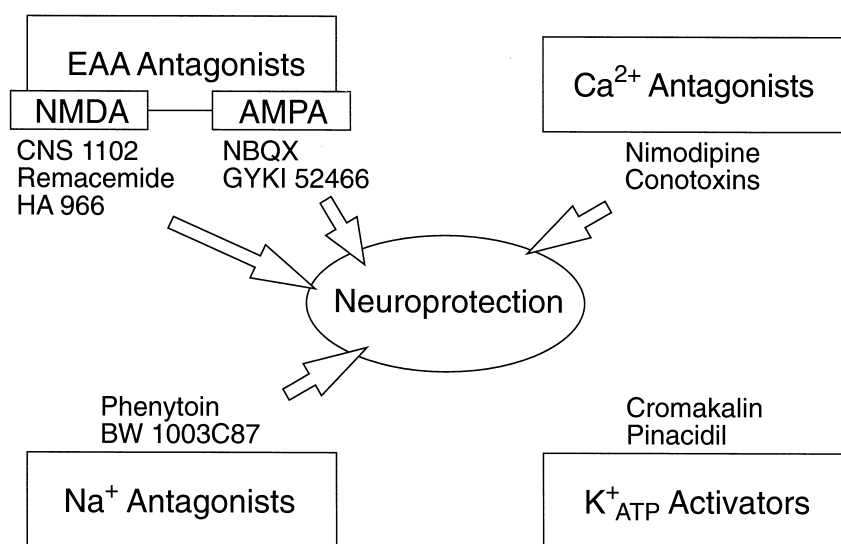 EAA Antagonists
NMDA
AMPA
CNS 1102
Remacemide
HA 966
NBQX
GYKI 52466
Ca²⁺ Antagonists
Nimodipine
Conotoxins
Neuroprotection
Phenytoin
BW 1003C87
Na⁺ Antagonists
Cromakalin
Pinacidil
K⁺ATP Activators